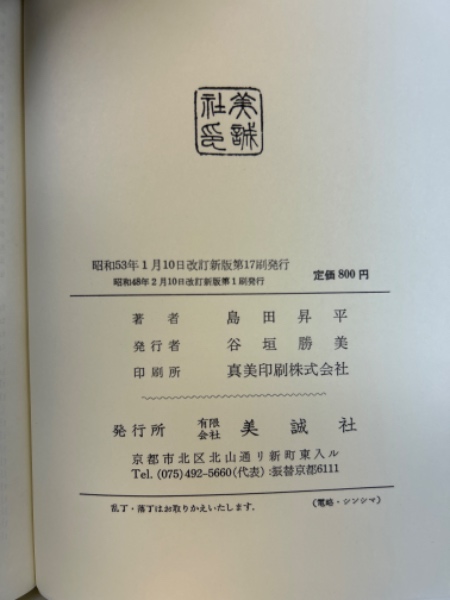 美誠
社印
昭和53年1月10日改訂新版第17刷発行
昭和48年2月10日改訂新版第1刷発行
定価800円
著者 島田昇平
発行者 谷垣勝美
印刷所 真美印刷株式会社
発行所 有限会社 美誠社
京都市北区北山通り新町東入ル
Tel. (075)492-5660(代表):振替京都6111
乱丁・落丁はお取りかえいたします.
(電略・シンシマ)